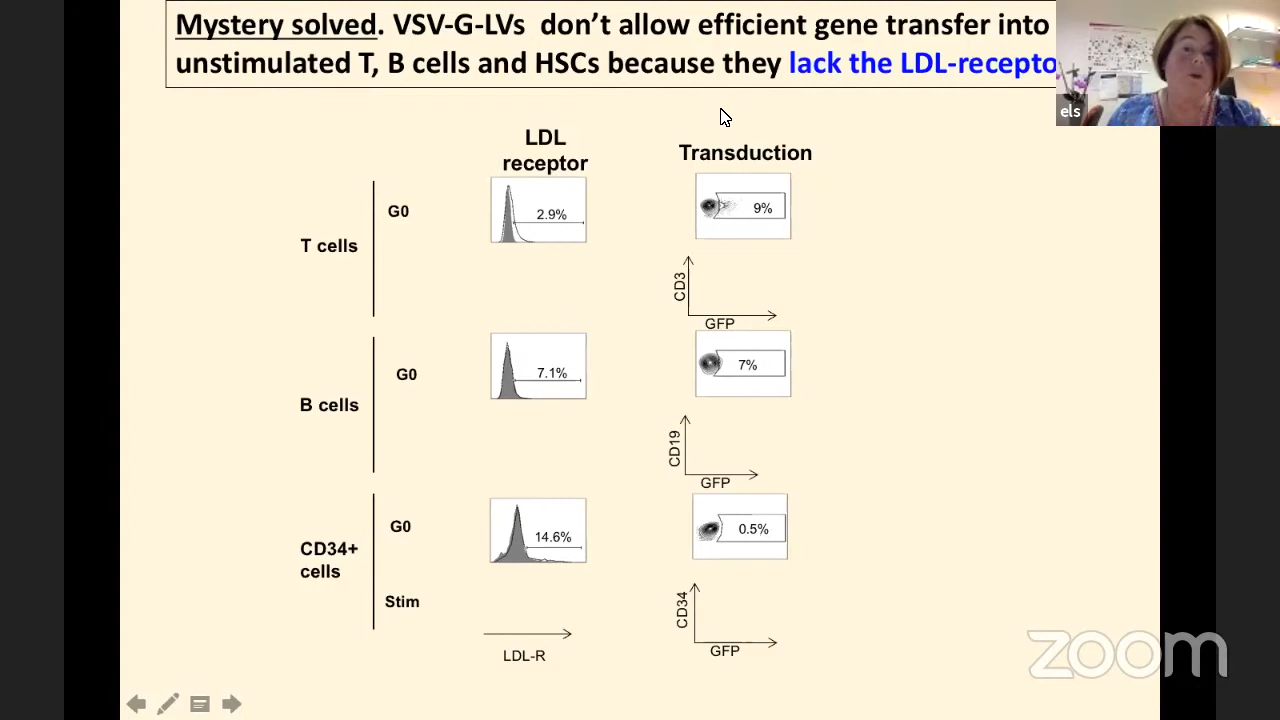 Mystery solved. VSV-G-LVs don't allow efficient gene transfer into
unstimulated T, B cells and HSCs because they lack the LDL-recepto
els
LDL
receptor
Transduction
T cells
G0
2.9%
9%
CD3
GFP
B cells
G0
7.1%
7%
CD19
GFP
CD34+
cells
G0
14.6%
0.5%
Stim
CD34
GFP
LDL-R
zoom